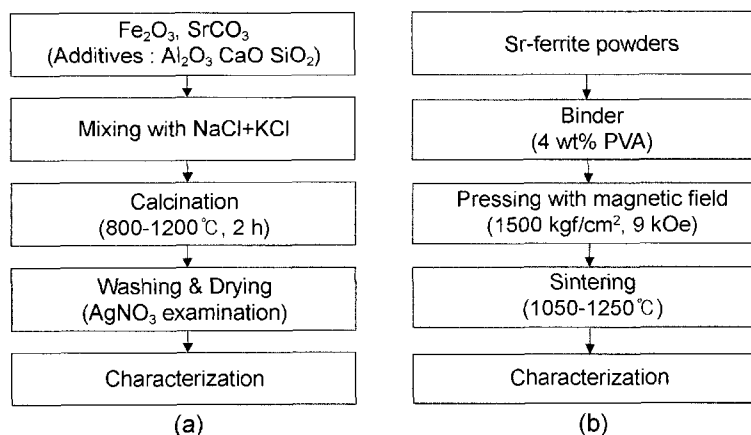 Fe₂O₃, SrCO₃
(Additives : Al₂O₃ CaO SiO₂)
Mixing with NaCl+KCl
Calcination
(800-1200℃, 2 h)
Washing & Drying
(AgNO₃ examination)
Characterization
(a)
Sr-ferrite powders
Binder
(4 wt% PVA)
Pressing with magnetic field
(1500 kgf/cm², 9 kOe)
Sintering
(1050-1250℃)
Characterization
(b)